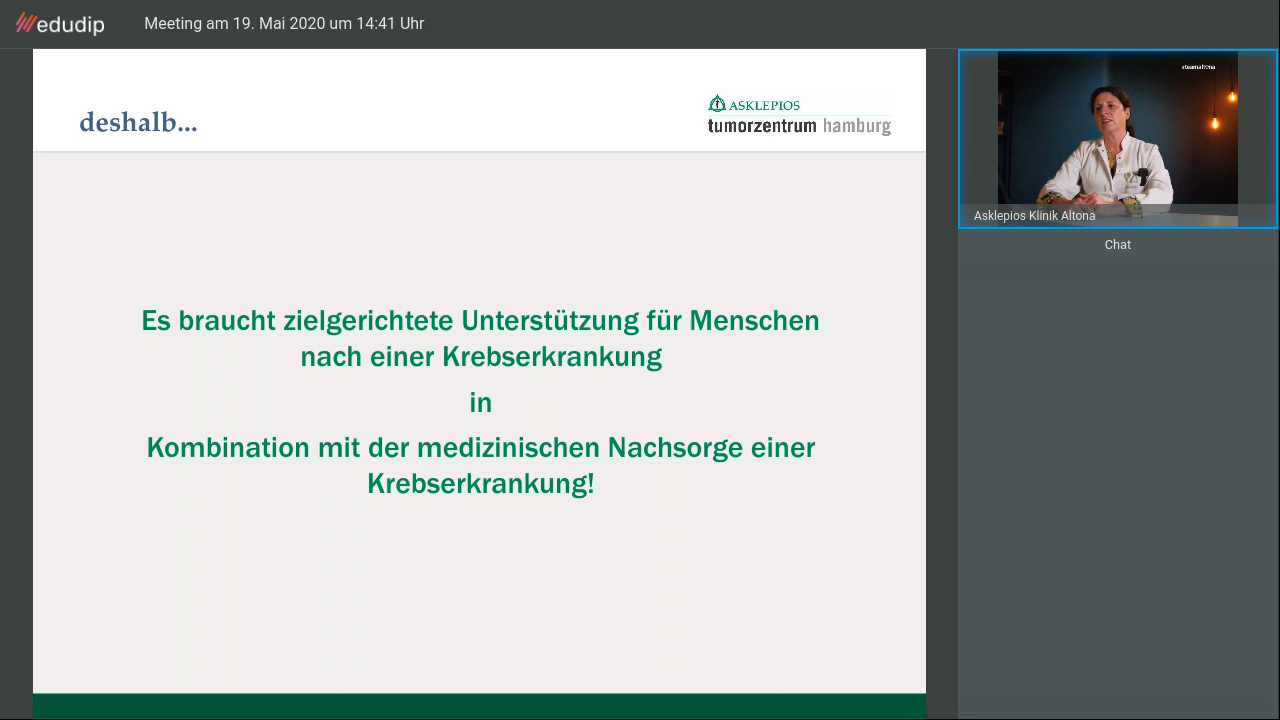 edudip
Meeting am 19. Mai 2020 um 14:41 Uhr
deshalb...
ASKLEPIOS
tumorzentrum hamburg
Es braucht zielgerichtete Unterstützung für Menschen
nach einer Krebserkrankung
in
Kombination mit der medizinischen Nachsorge einer
Krebserkrankung!
#teamaltona
Asklepios Klinik Altona
Chat